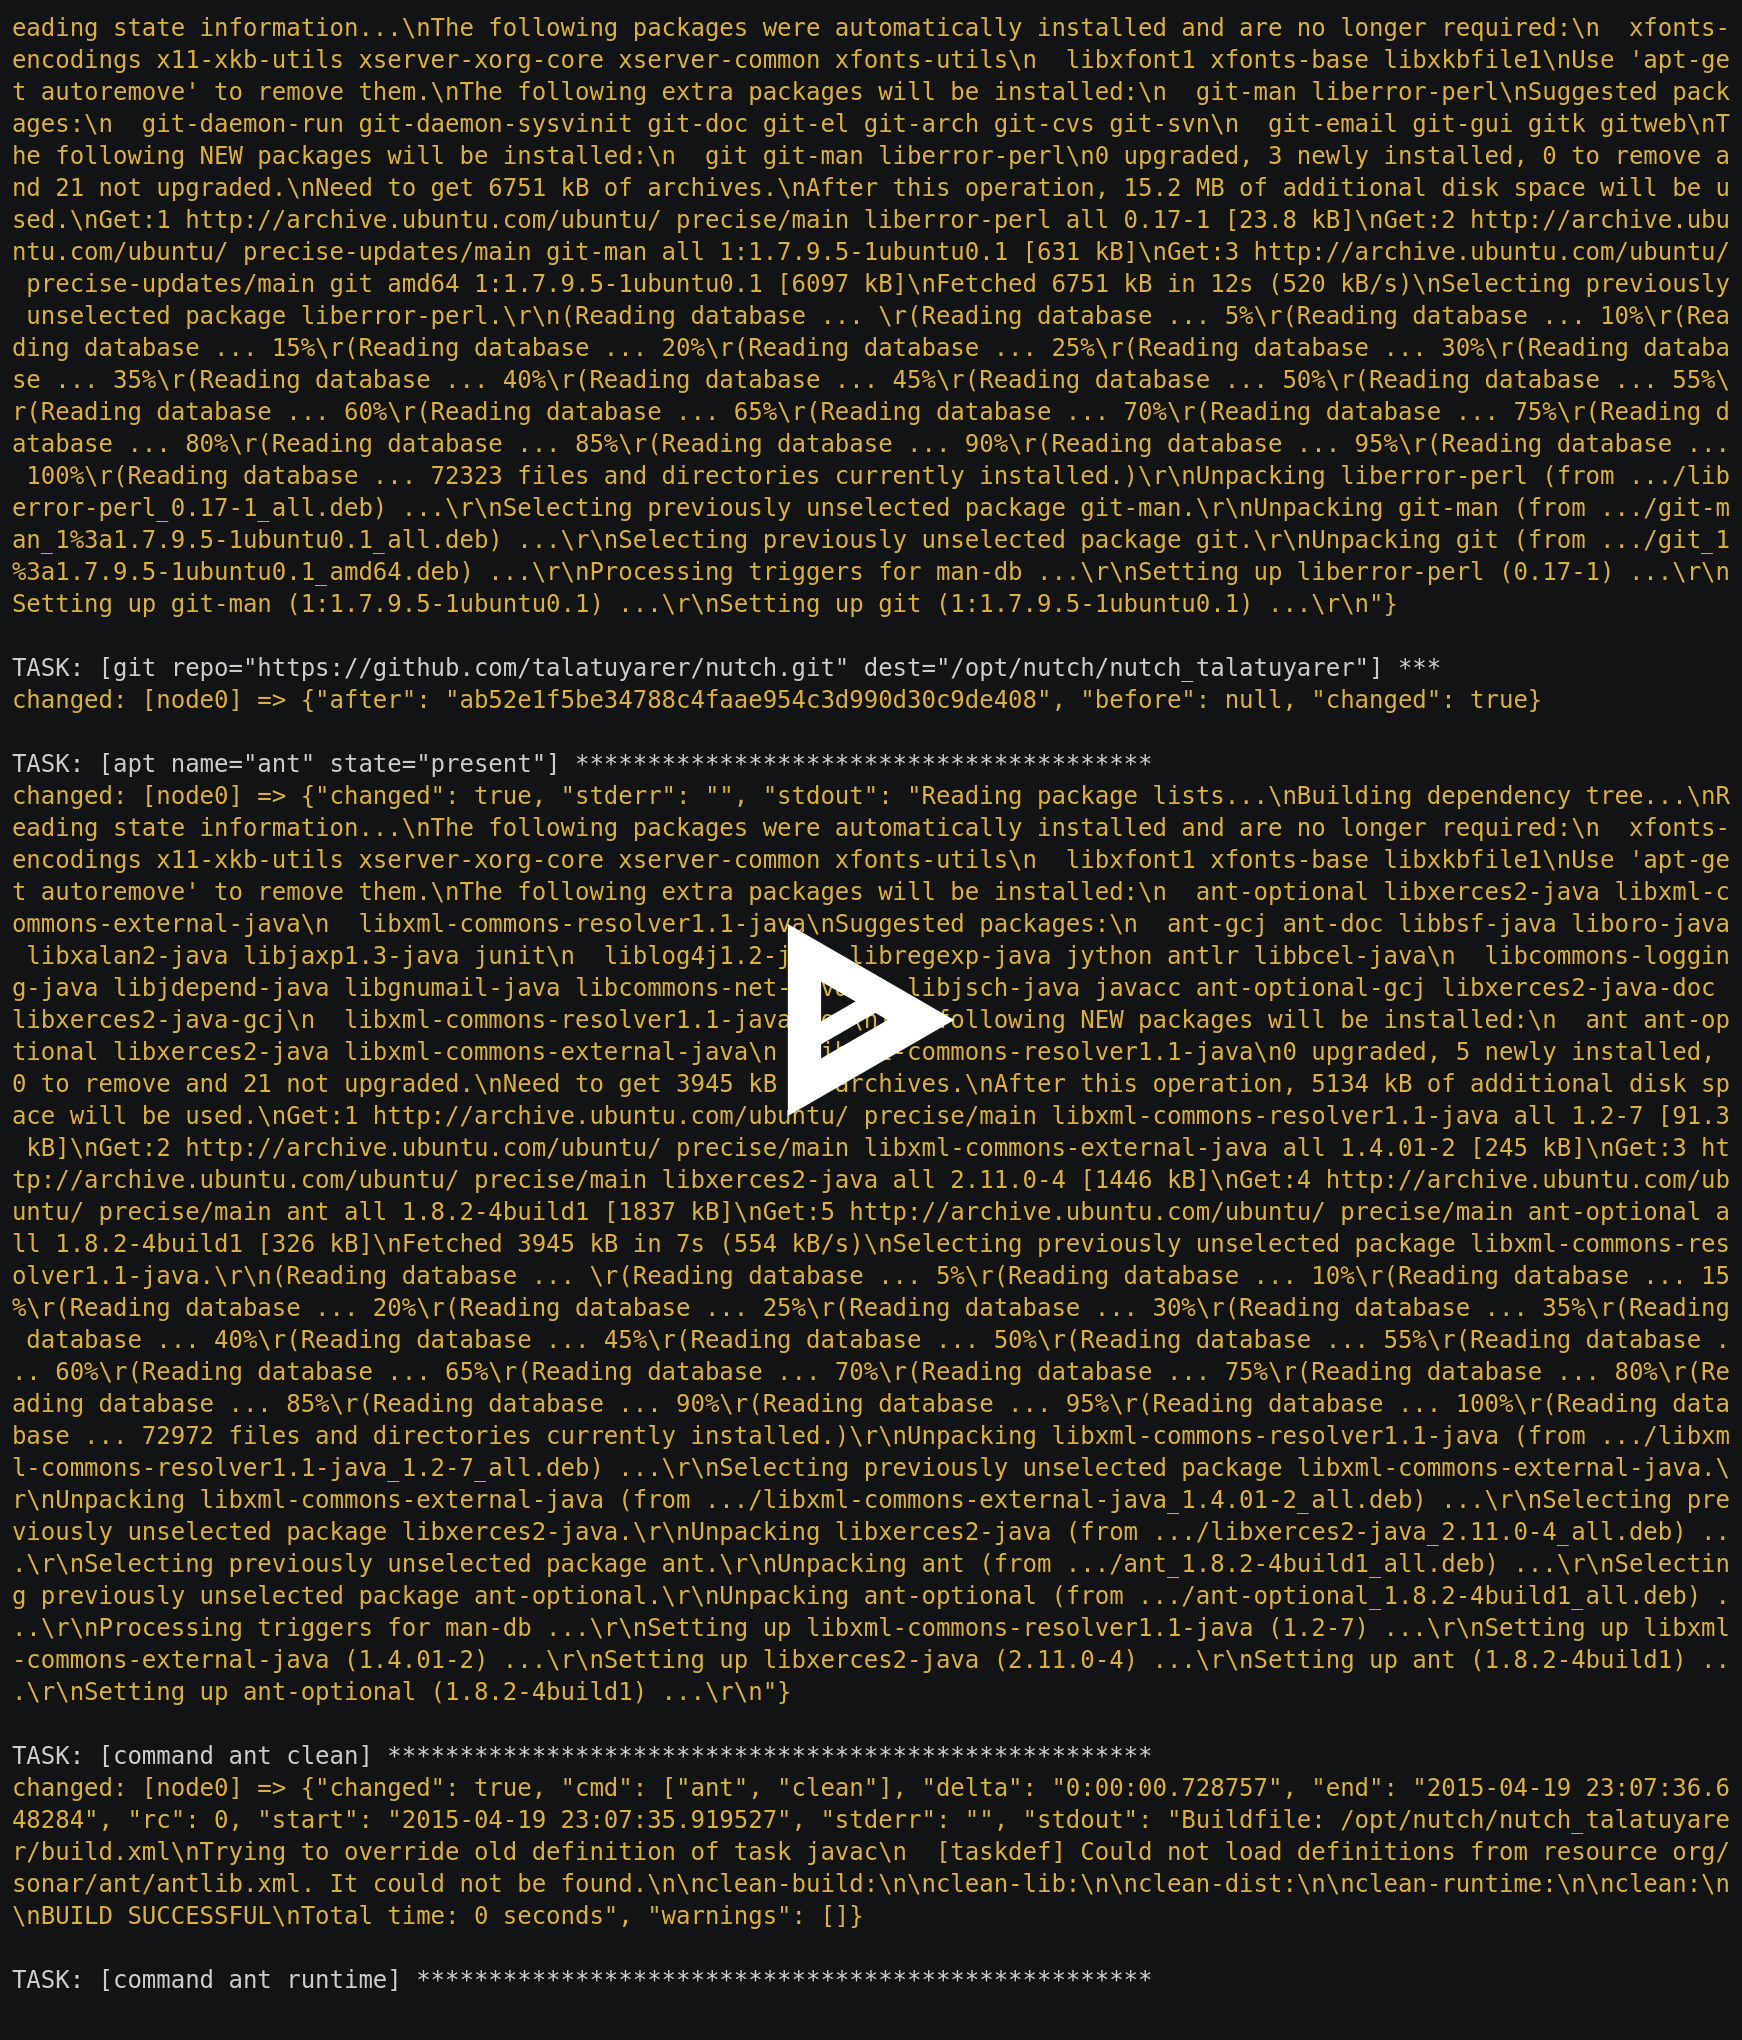 eading state information...\nThe following packages were automatically installed and are no longer required:\n  xfonts-
encodings x11-xkb-utils xserver-xorg-core xserver-common xfonts-utils\n  libxfont1 xfonts-base libxkbfile1\nUse 'apt-ge
t autoremove' to remove them.\nThe following extra packages will be installed:\n  git-man liberror-perl\nSuggested pack
ages:\n  git-daemon-run git-daemon-sysvinit git-doc git-el git-arch git-cvs git-svn\n  git-email git-gui gitk gitweb\nT
he following NEW packages will be installed:\n  git git-man liberror-perl\n0 upgraded, 3 newly installed, 0 to remove a
nd 21 not upgraded.\nNeed to get 6751 kB of archives.\nAfter this operation, 15.2 MB of additional disk space will be u
sed.\nGet:1 http://archive.ubuntu.com/ubuntu/ precise/main liberror-perl all 0.17-1 [23.8 kB]\nGet:2 http://archive.ubu
ntu.com/ubuntu/ precise-updates/main git-man all 1:1.7.9.5-1ubuntu0.1 [631 kB]\nGet:3 http://archive.ubuntu.com/ubuntu/
 precise-updates/main git amd64 1:1.7.9.5-1ubuntu0.1 [6097 kB]\nFetched 6751 kB in 12s (520 kB/s)\nSelecting previously
 unselected package liberror-perl.\r\n(Reading database ... \r(Reading database ... 5%\r(Reading database ... 10%\r(Rea
ding database ... 15%\r(Reading database ... 20%\r(Reading database ... 25%\r(Reading database ... 30%\r(Reading databa
se ... 35%\r(Reading database ... 40%\r(Reading database ... 45%\r(Reading database ... 50%\r(Reading database ... 55%\
r(Reading database ... 60%\r(Reading database ... 65%\r(Reading database ... 70%\r(Reading database ... 75%\r(Reading d
atabase ... 80%\r(Reading database ... 85%\r(Reading database ... 90%\r(Reading database ... 95%\r(Reading database ...
 100%\r(Reading database ... 72323 files and directories currently installed.)\r\nUnpacking liberror-perl (from .../lib
error-perl_0.17-1_all.deb) ...\r\nSelecting previously unselected package git-man.\r\nUnpacking git-man (from .../git-m
an_1%3a1.7.9.5-1ubuntu0.1_all.deb) ...\r\nSelecting previously unselected package git.\r\nUnpacking git (from .../git_1
%3a1.7.9.5-1ubuntu0.1_amd64.deb) ...\r\nProcessing triggers for man-db ...\r\nSetting up liberror-perl (0.17-1) ...\r\n
Setting up git-man (1:1.7.9.5-1ubuntu0.1) ...\r\nSetting up git (1:1.7.9.5-1ubuntu0.1) ...\r\n"}

TASK: [git repo="https://github.com/talatuyarer/nutch.git" dest="/opt/nutch/nutch_talatuyarer"] ***
changed: [node0] => {"after": "ab52e1f5be34788c4faae954c3d990d30c9de408", "before": null, "changed": true}

TASK: [apt name="ant" state="present"] ****************************************
changed: [node0] => {"changed": true, "stderr": "", "stdout": "Reading package lists...\nBuilding dependency tree...\nR
eading state information...\nThe following packages were automatically installed and are no longer required:\n  xfonts-
encodings x11-xkb-utils xserver-xorg-core xserver-common xfonts-utils\n  libxfont1 xfonts-base libxkbfile1\nUse 'apt-ge
t autoremove' to remove them.\nThe following extra packages will be installed:\n  ant-optional libxerces2-java libxml-c
ommons-external-java\n  libxml-commons-resolver1.1-java\nSuggested packages:\n  ant-gcj ant-doc libbsf-java liboro-java
 libxalan2-java libjaxp1.3-java junit\n  liblog4j1.2-j libregexp-java jython antlr libbcel-java\n  libcommons-loggin
g-java libjdepend-java libgnumail-java libcommons-net- libjsch-java javacc ant-optional-gcj libxerces2-java-doc
libxerces2-java-gcj\n  libxml-commons-resolver1.1-java following NEW packages will be installed:\n  ant ant-op
tional libxerces2-java libxml-commons-external-java\n -commons-resolver1.1-java\n0 upgraded, 5 newly installed,
0 to remove and 21 not upgraded.\nNeed to get 3945 kB archives.\nAfter this operation, 5134 kB of additional disk sp
ace will be used.\nGet:1 http://archive.ubuntu.com/ubuntu/ precise/main libxml-commons-resolver1.1-java all 1.2-7 [91.3
 kB]\nGet:2 http://archive.ubuntu.com/ubuntu/ precise/main libxml-commons-external-java all 1.4.01-2 [245 kB]\nGet:3 ht
tp://archive.ubuntu.com/ubuntu/ precise/main libxerces2-java all 2.11.0-4 [1446 kB]\nGet:4 http://archive.ubuntu.com/ub
untu/ precise/main ant all 1.8.2-4build1 [1837 kB]\nGet:5 http://archive.ubuntu.com/ubuntu/ precise/main ant-optional a
ll 1.8.2-4build1 [326 kB]\nFetched 3945 kB in 7s (554 kB/s)\nSelecting previously unselected package libxml-commons-res
olver1.1-java.\r\n(Reading database ... \r(Reading database ... 5%\r(Reading database ... 10%\r(Reading database ... 15
%\r(Reading database ... 20%\r(Reading database ... 25%\r(Reading database ... 30%\r(Reading database ... 35%\r(Reading
 database ... 40%\r(Reading database ... 45%\r(Reading database ... 50%\r(Reading database ... 55%\r(Reading database .
.. 60%\r(Reading database ... 65%\r(Reading database ... 70%\r(Reading database ... 75%\r(Reading database ... 80%\r(Re
ading database ... 85%\r(Reading database ... 90%\r(Reading database ... 95%\r(Reading database ... 100%\r(Reading data
base ... 72972 files and directories currently installed.)\r\nUnpacking libxml-commons-resolver1.1-java (from .../libxm
l-commons-resolver1.1-java_1.2-7_all.deb) ...\r\nSelecting previously unselected package libxml-commons-external-java.\
r\nUnpacking libxml-commons-external-java (from .../libxml-commons-external-java_1.4.01-2_all.deb) ...\r\nSelecting pre
viously unselected package libxerces2-java.\r\nUnpacking libxerces2-java (from .../libxerces2-java_2.11.0-4_all.deb) ..
.\r\nSelecting previously unselected package ant.\r\nUnpacking ant (from .../ant_1.8.2-4build1_all.deb) ...\r\nSelectin
g previously unselected package ant-optional.\r\nUnpacking ant-optional (from .../ant-optional_1.8.2-4build1_all.deb) .
..\r\nProcessing triggers for man-db ...\r\nSetting up libxml-commons-resolver1.1-java (1.2-7) ...\r\nSetting up libxml
-commons-external-java (1.4.01-2) ...\r\nSetting up libxerces2-java (2.11.0-4) ...\r\nSetting up ant (1.8.2-4build1) ..
.\r\nSetting up ant-optional (1.8.2-4build1) ...\r\n"}

TASK: [command ant clean] *****************************************************
changed: [node0] => {"changed": true, "cmd": ["ant", "clean"], "delta": "0:00:00.728757", "end": "2015-04-19 23:07:36.6
48284", "rc": 0, "start": "2015-04-19 23:07:35.919527", "stderr": "", "stdout": "Buildfile: /opt/nutch/nutch_talatuyare
r/build.xml\nTrying to override old definition of task javac\n  [taskdef] Could not load definitions from resource org/
sonar/ant/antlib.xml. It could not be found.\n\nclean-build:\n\nclean-lib:\n\nclean-dist:\n\nclean-runtime:\n\nclean:\n
\nBUILD SUCCESSFUL\nTotal time: 0 seconds", "warnings": []}

TASK: [command ant runtime] ***************************************************